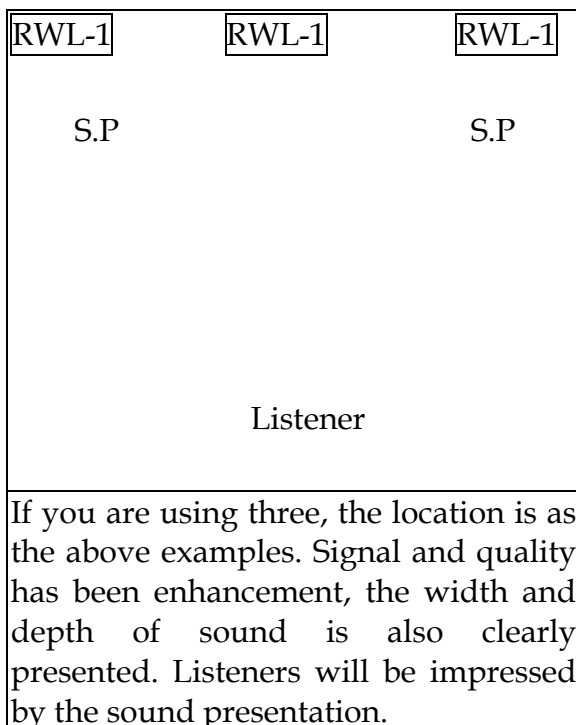 RWL-1 RWL-1 RWL-1
S.P S.P
Listener
If you are using three, the location is as
the above examples. Signal and quality
has been enhancement, the width and
depth of sound is also clearly
presented. Listeners will be impressed
by the sound presentation.